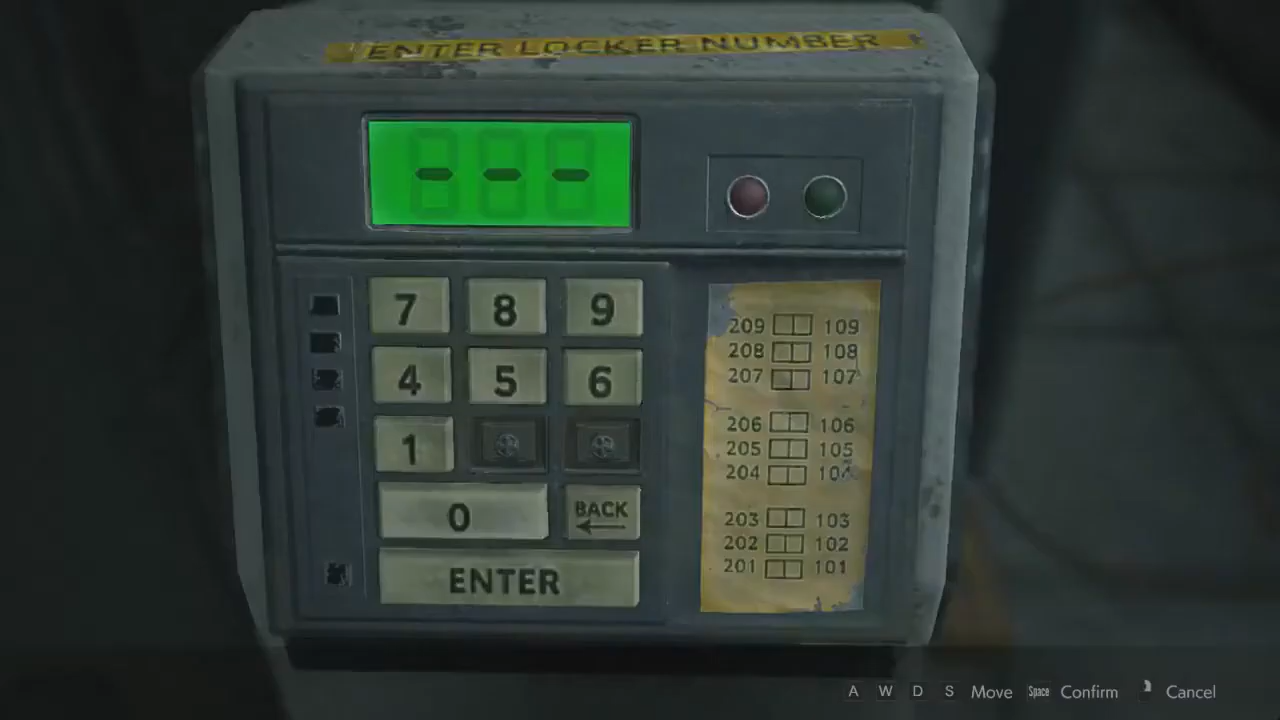 ENTER LOCKER NUMBER
7 8 9
4 5 6
1
0 BACK
ENTER
209 109
208 108
207 107
206 106
205 105
204 104
203 103
202 102
201 101
A W D S Move Space Confirm Cancel